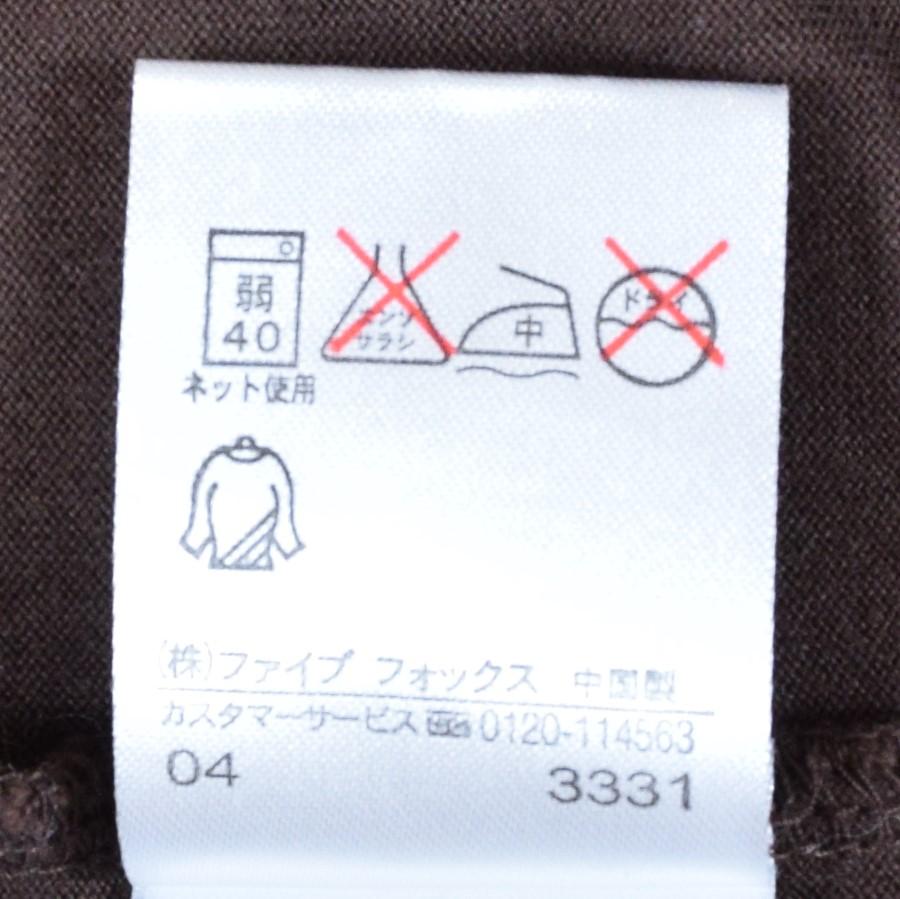 弱
40
ネット使用
エンソ
サラシ
中
ドライ
(株)ファイブ フォックス 中国製
カスタマーサービス 0120-114563
04 3331